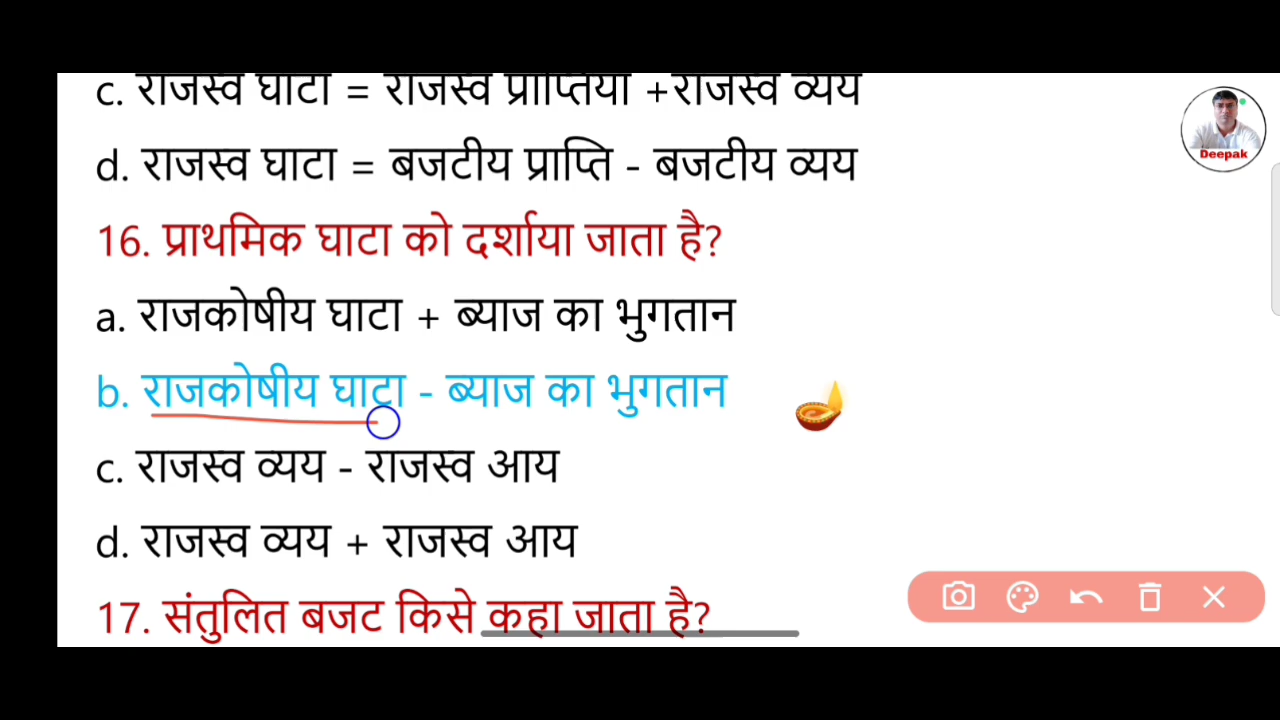 c. राजस्व घाटा = राजस्व प्राप्तियां +राजस्व व्यय
d. राजस्व घाटा = बजटीय प्राप्ति - बजटीय व्यय
16. प्राथमिक घाटा को दर्शाया जाता है?
a. राजकोषीय घाटा + ब्याज का भुगतान
b. राजकोषीय घाटा - ब्याज का भुगतान
c. राजस्व व्यय - राजस्व आय
d. राजस्व व्यय + राजस्व आय
17. संतुलित बजट किसे कहा जाता है?
Deepak